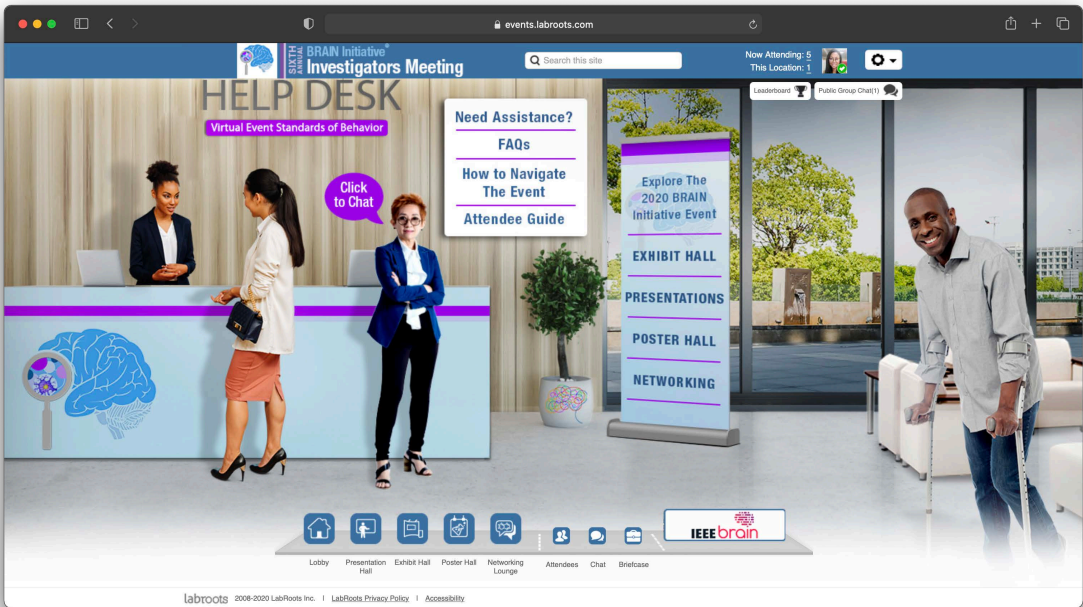 events.labroots.com
SIXTH
ANNUAL
BRAIN Initiative®
Investigators Meeting
Search this site
Now Attending: 5
This Location: 1
Leaderboard
Public Group Chat(1)
HELP DESK
Virtual Event Standards of Behavior
Click
to Chat
Need Assistance?
FAQs
How to Navigate
The Event
Attendee Guide
Explore The
2020 BRAIN
Initiative Event
EXHIBIT HALL
PRESENTATIONS
POSTER HALL
NETWORKING
IEEE brain
Lobby
Presentation
Hall
Exhibit Hall
Poster Hall
Networking
Lounge
Attendees
Chat
Briefcase
labroots 2008-2020 LabRoots Inc. | LabRoots Privacy Policy | Accessibility